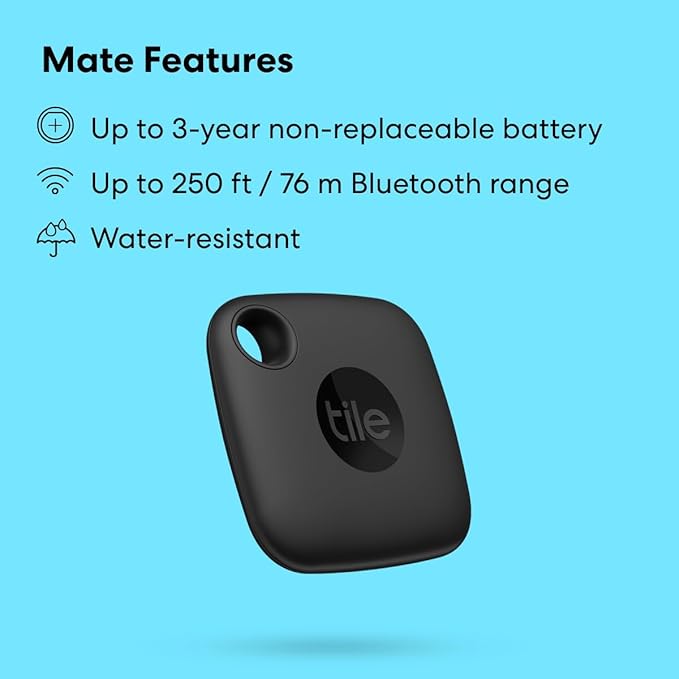 Mate Features
Up to 3-year non-replaceable battery
Up to 250 ft / 76 m Bluetooth range
Water-resistant
tile